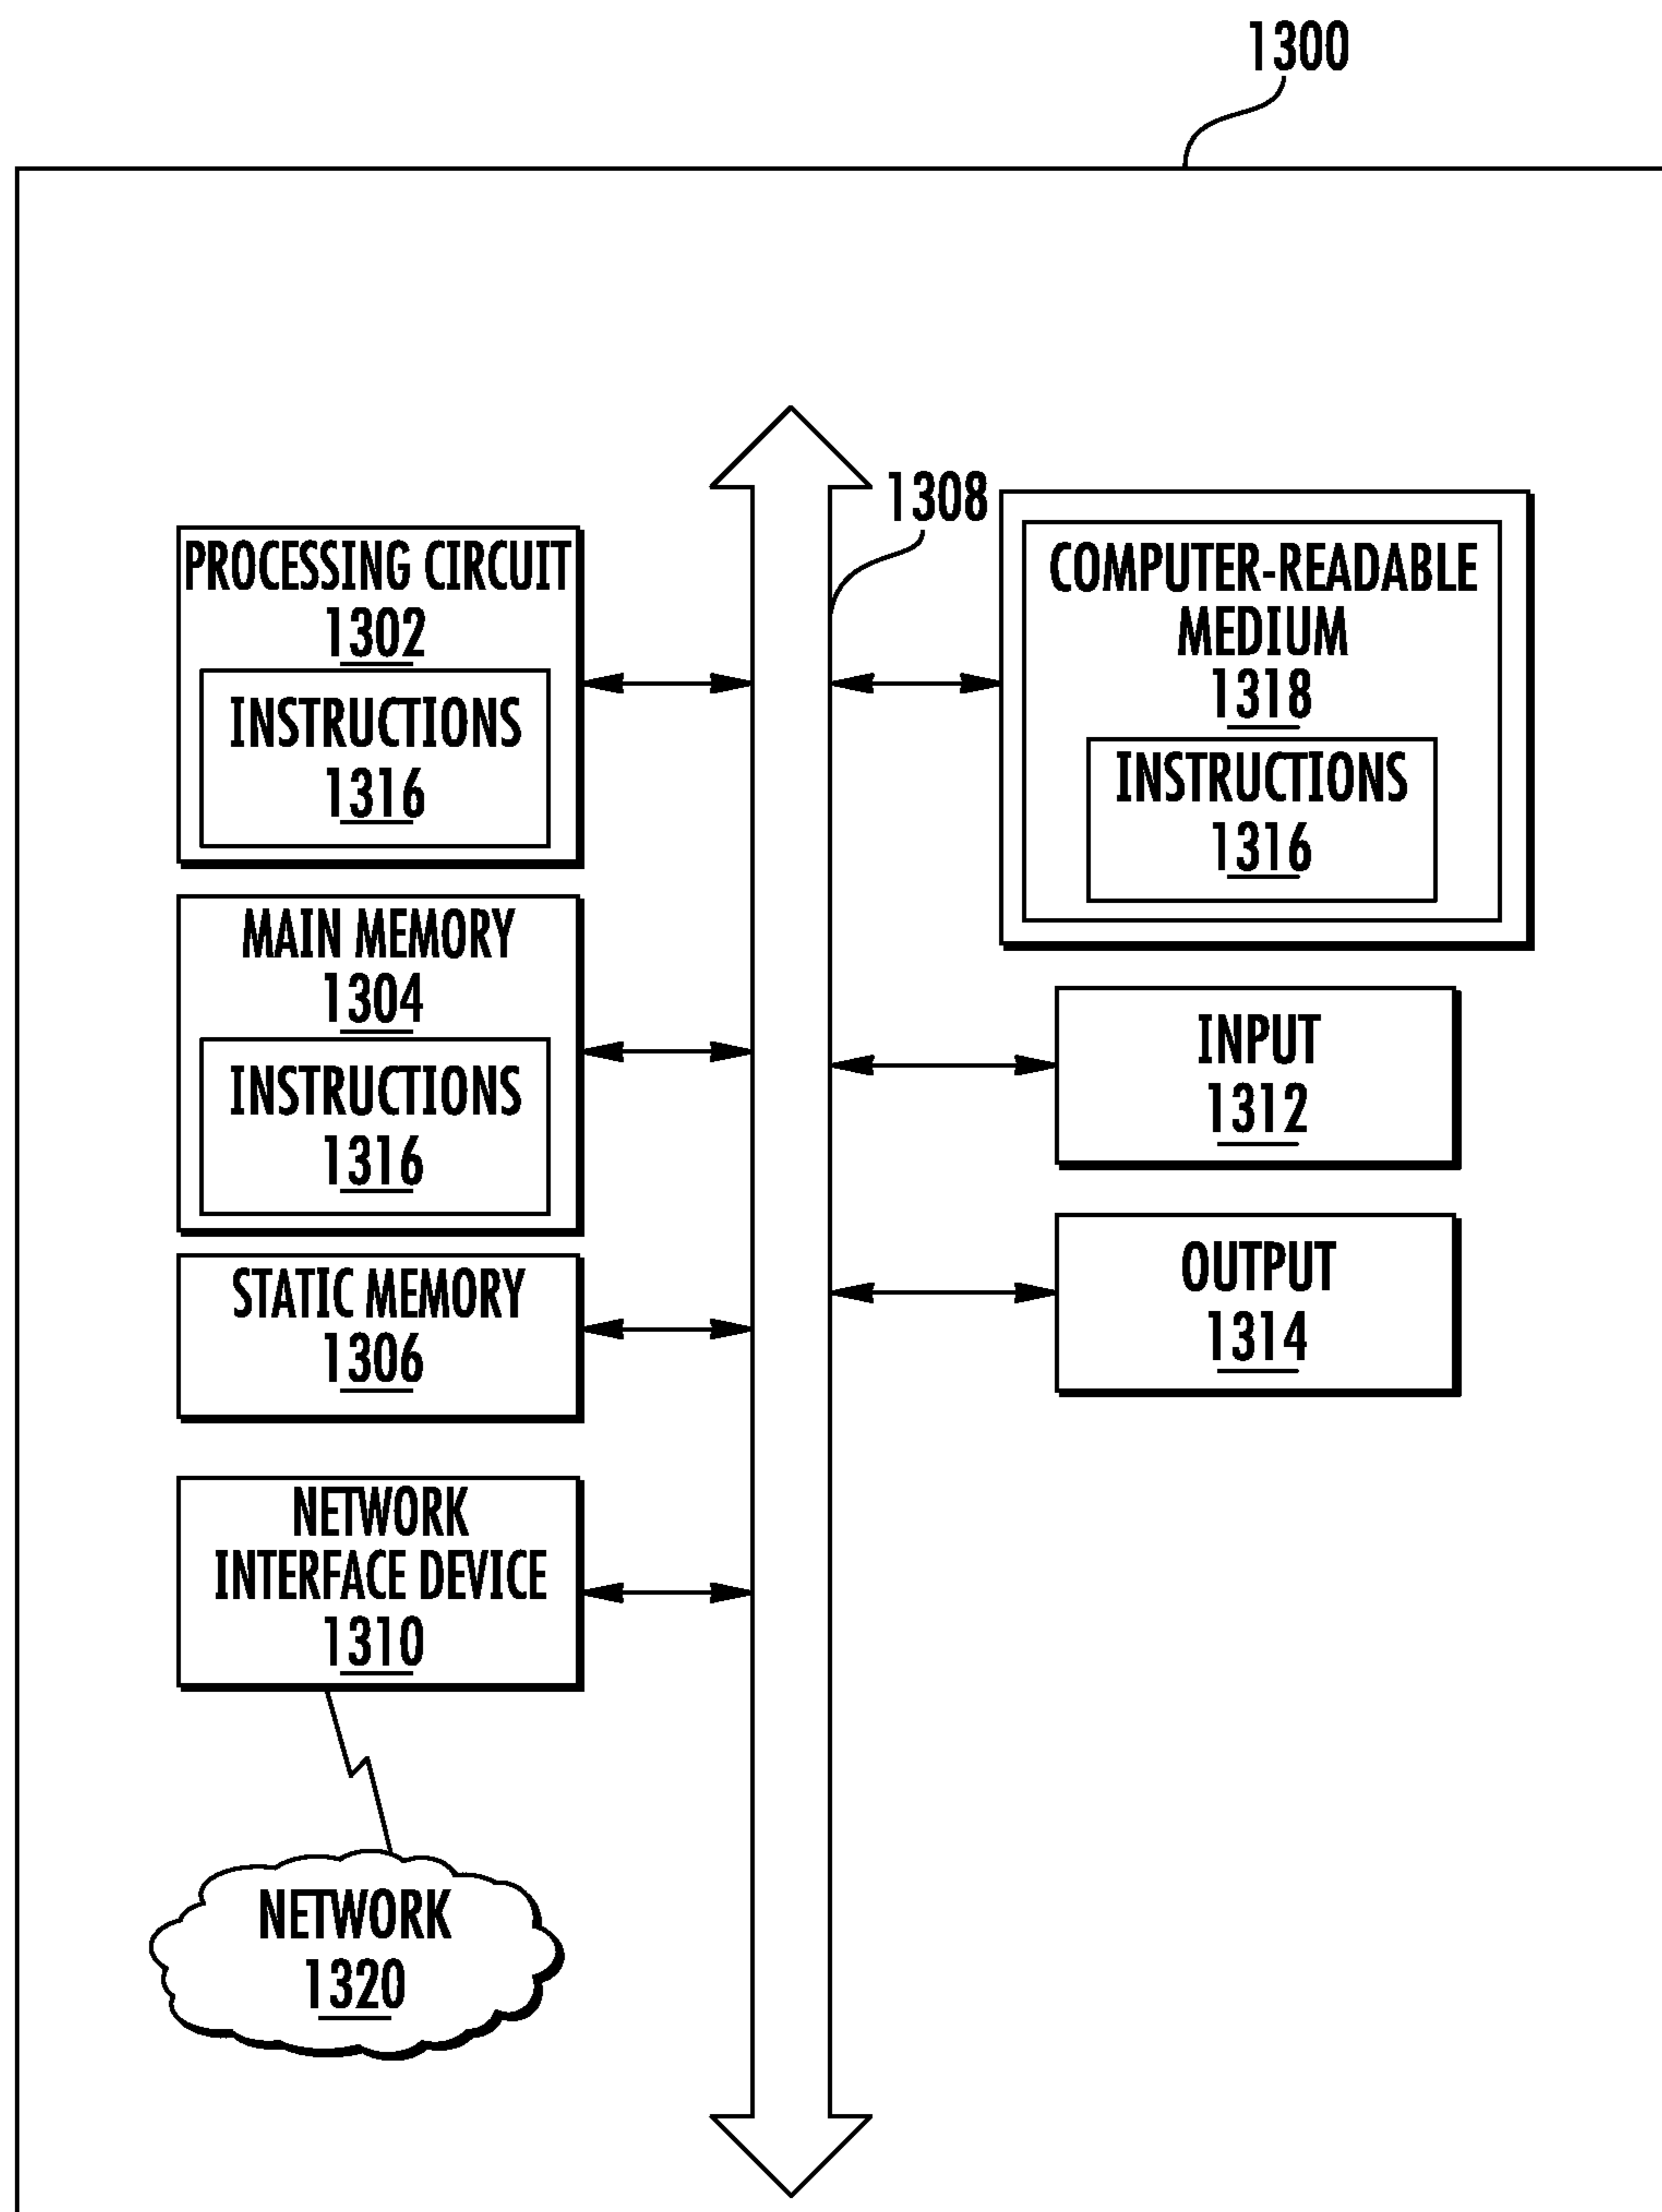 1300
1308
PROCESSING CIRCUIT
1302
INSTRUCTIONS
1316
MAIN MEMORY
1304
INSTRUCTIONS
1316
STATIC MEMORY
1306
NETWORK
INTERFACE DEVICE
1310
NETWORK
1320
COMPUTER-READABLE
MEDIUM
1318
INSTRUCTIONS
1316
INPUT
1312
OUTPUT
1314